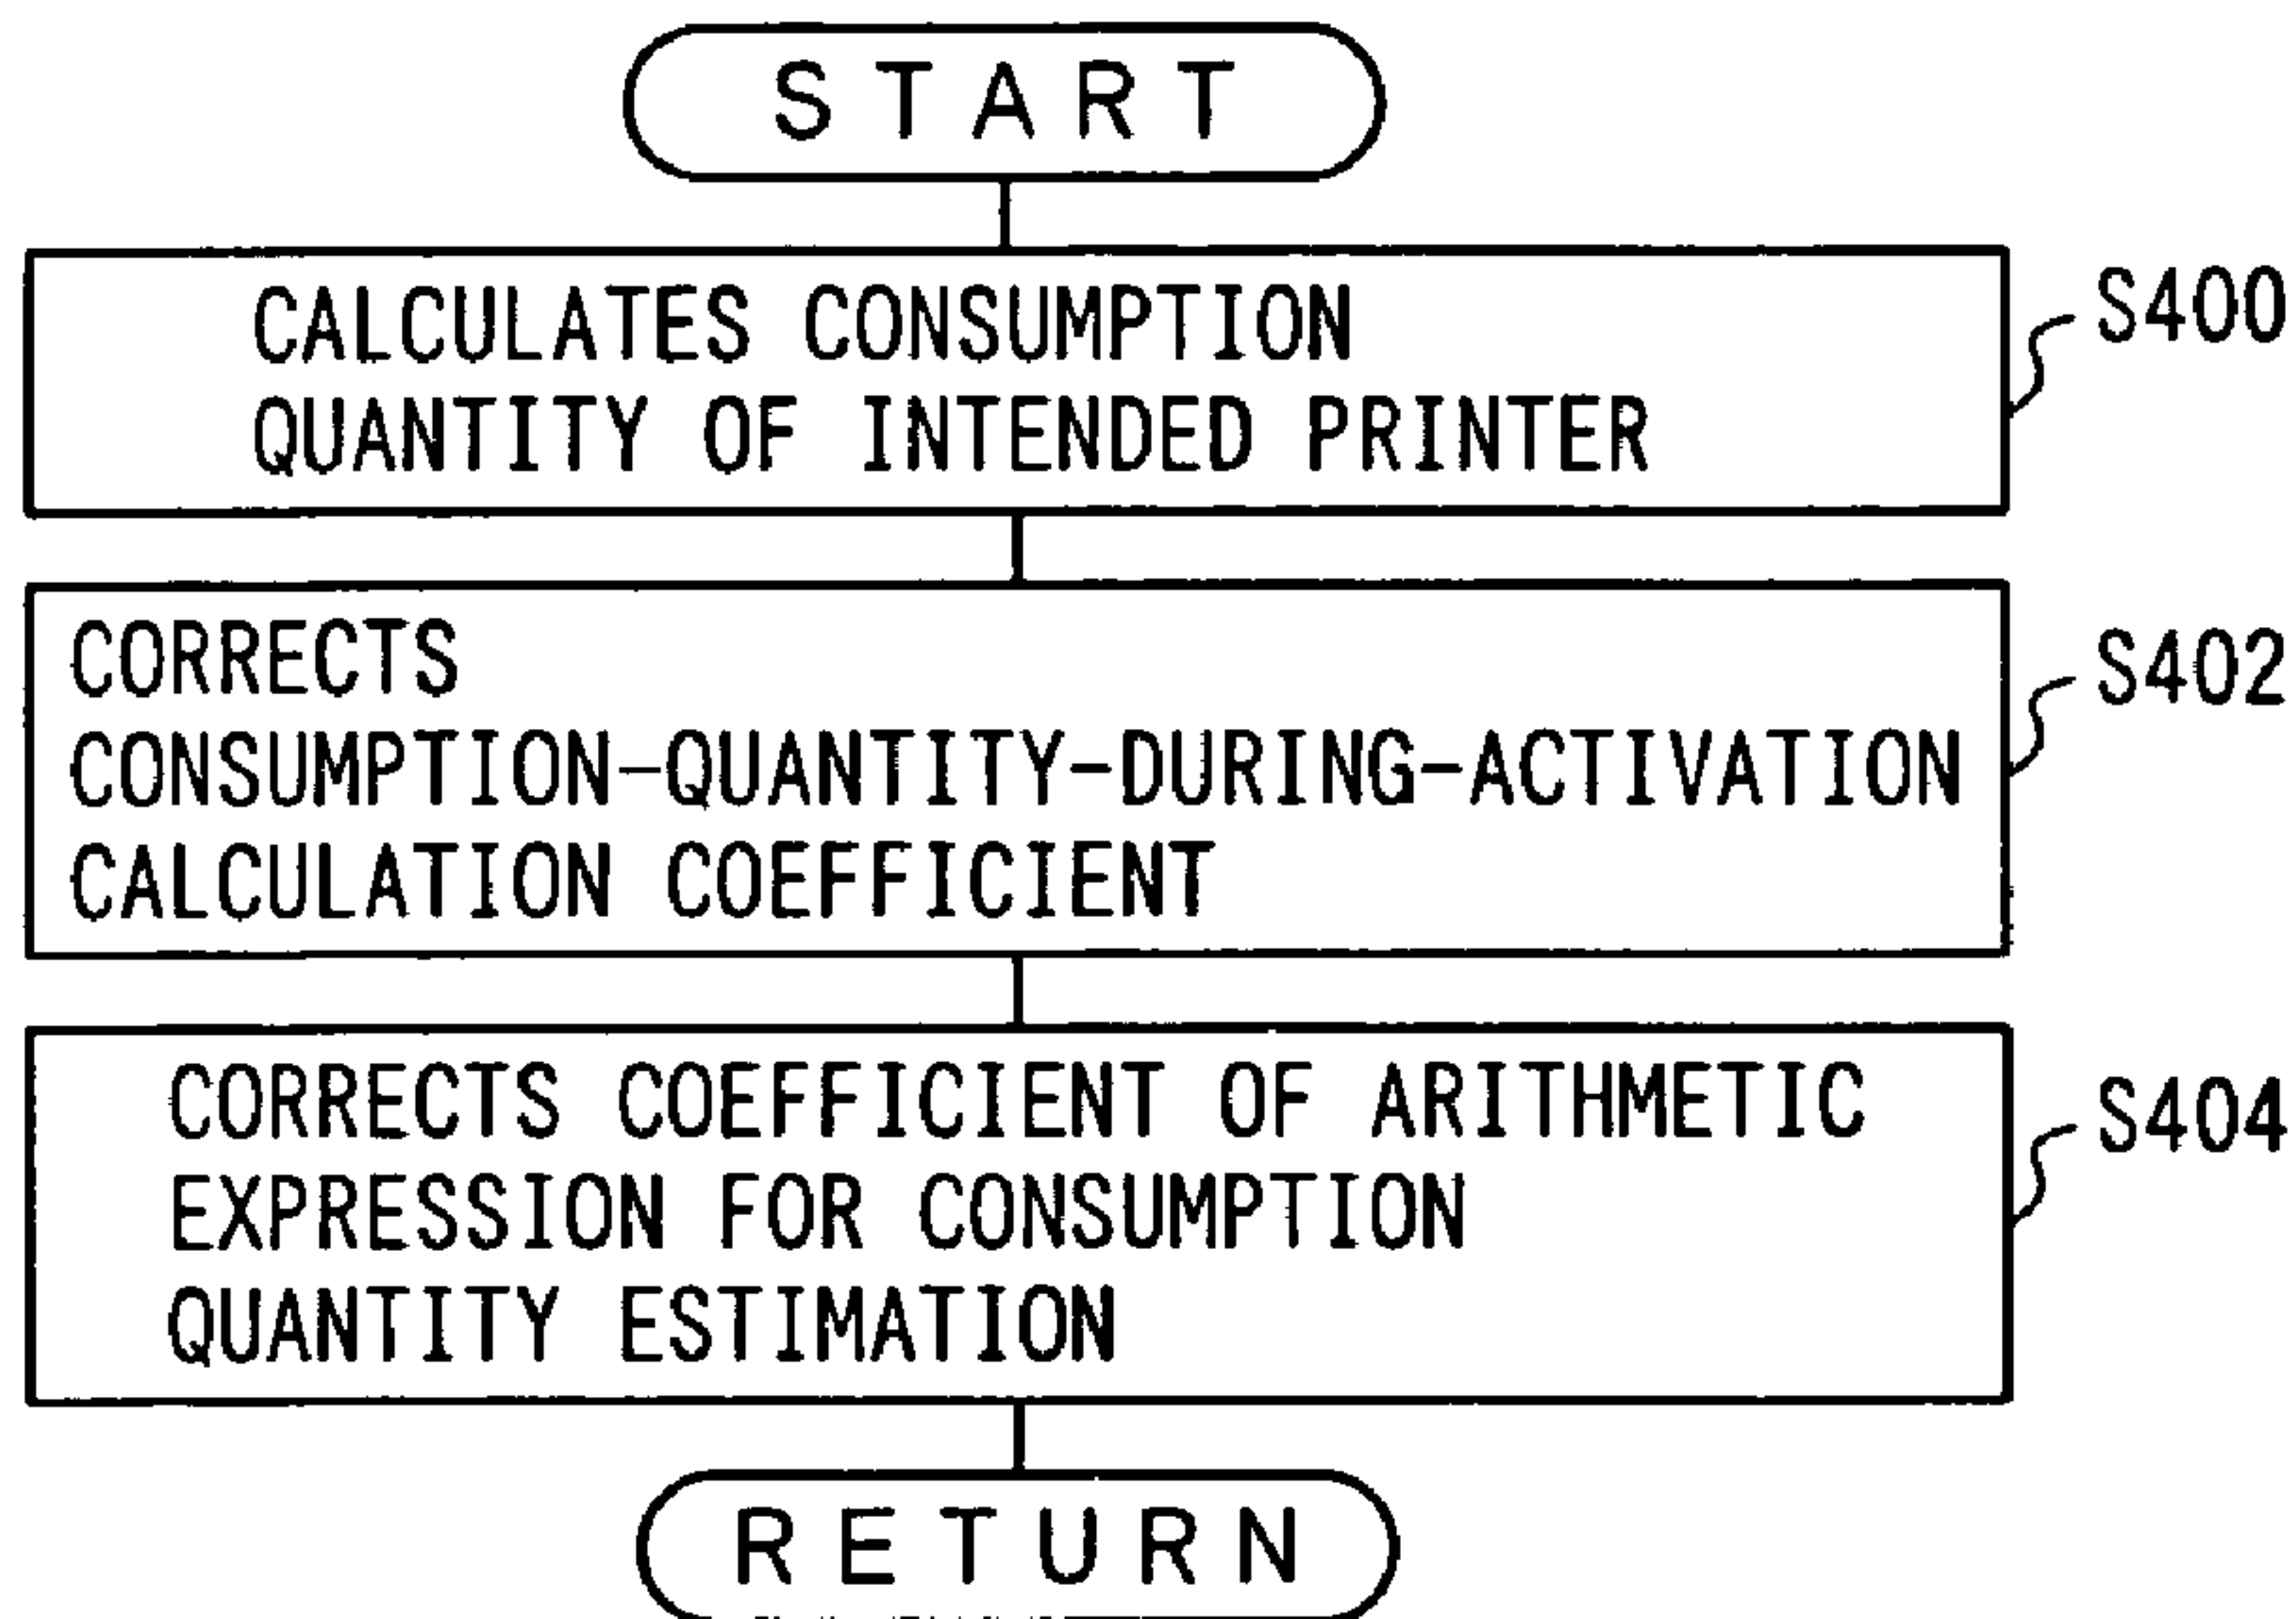 START
CALCULATES CONSUMPTION
QUANTITY OF INTENDED PRINTER
S400
CORRECTS
CONSUMPTION-QUANTITY-DURING-ACTIVATION
CALCULATION COEFFICIENT
S402
CORRECTS COEFFICIENT OF ARITHMETIC
EXPRESSION FOR CONSUMPTION
QUANTITY ESTIMATION
S404
RETURN